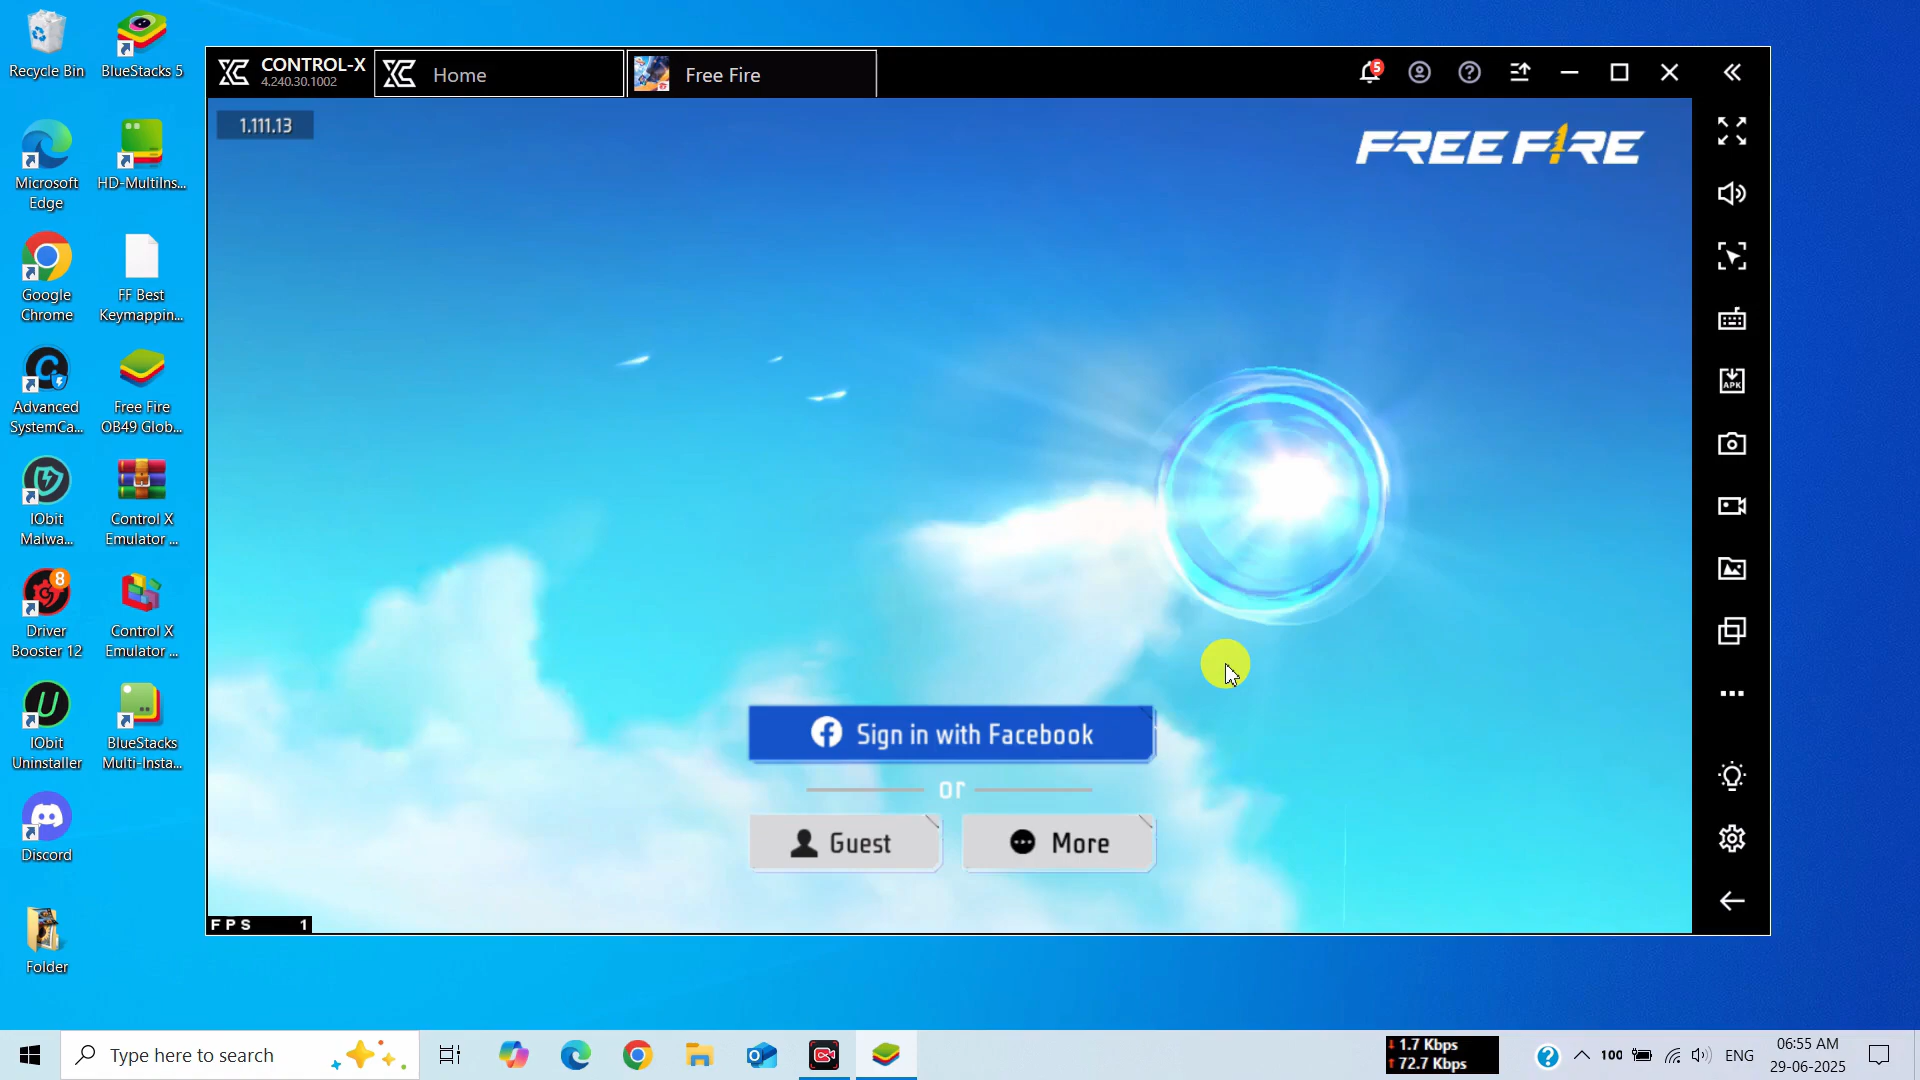 Recycle Bin
BlueStacks 5
Microsoft
Edge
HD-MultiIns...
Google
Chrome
FF Best
Keymappin...
Advanced
SystemCa...
Free Fire
OB49 Glob...
IObit
Malwa...
Control X
Emulator ...
8
Driver
Booster 12
Control X
Emulator ...
IObit
Uninstaller
BlueStacks
Multi-Insta...
Discord
Folder
CONTROL-X
4.240.30.1002
Home
Free Fire
5
1.111.13
FREE FIRE
APK
Sign in with Facebook
or
Guest
More
FPS 1
Type here to search
1.7 Kbps
72.7 Kbps
100
ENG
06:55 AM
29-06-2025